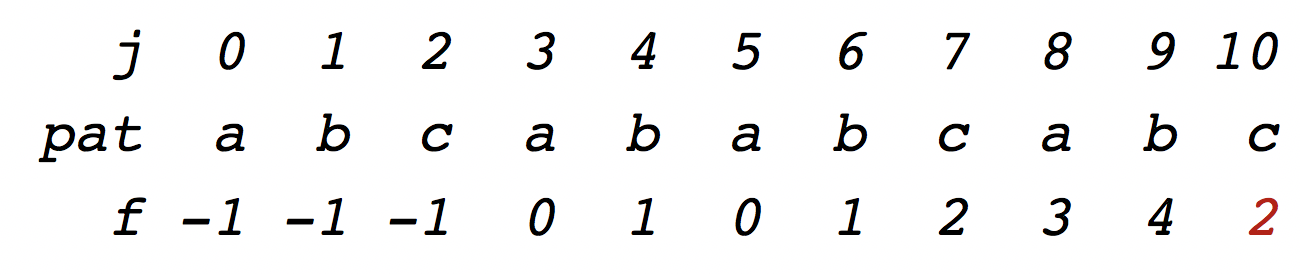 j 0 1 2 3 4 5 6 7 8 9 10
pat a b c a b a b c a b c
f -1 -1 -1 0 1 0 1 2 3 4 2